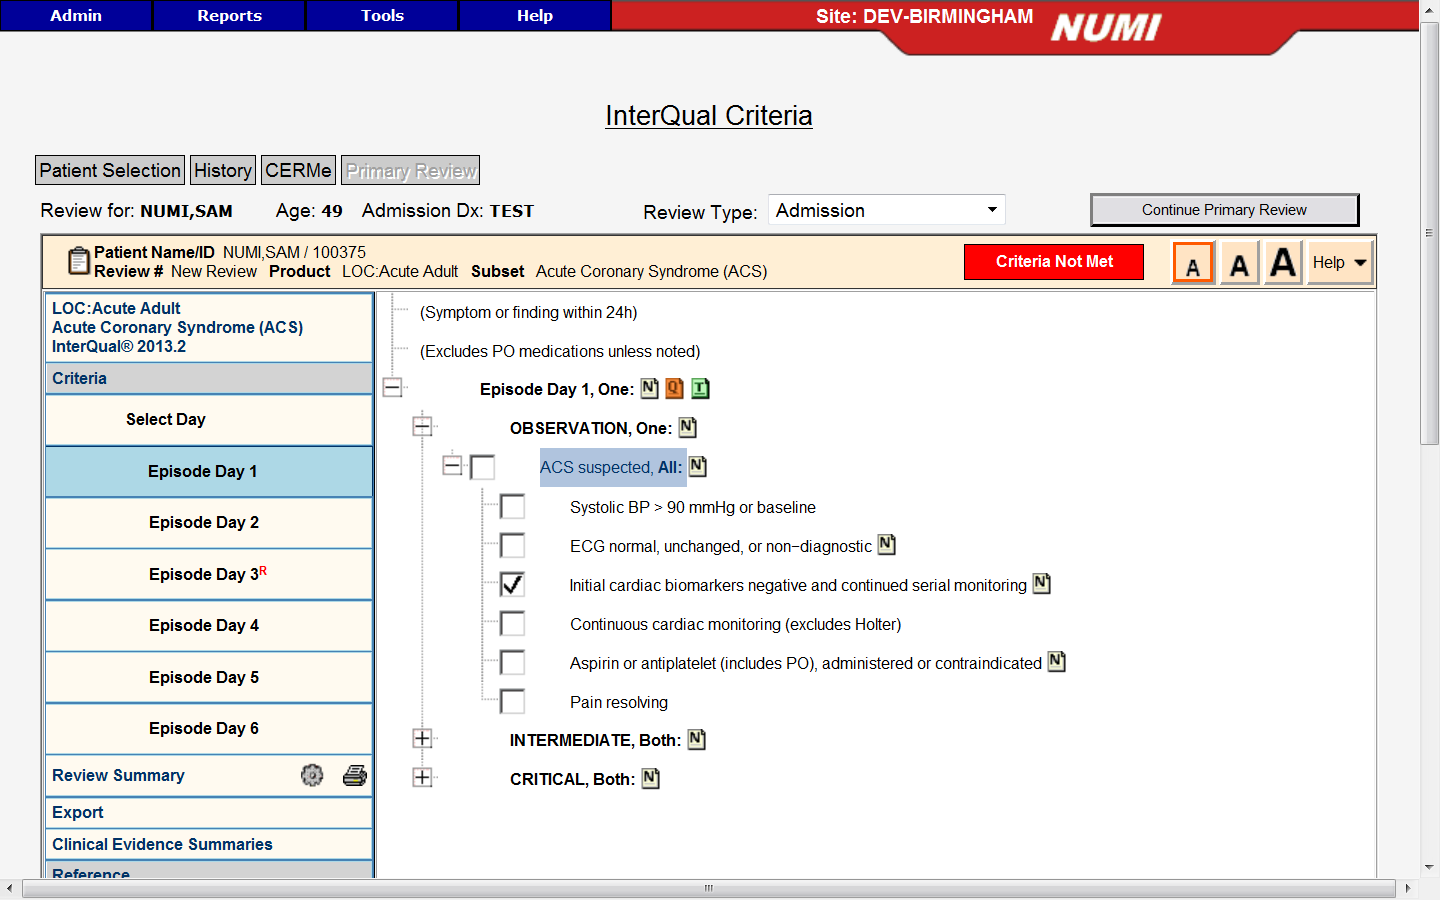 Admin Reports Tools Help Site: DEV-BIRMINGHAM NUMI
InterQual Criteria
Patient Selection History CERMe Primary Review
Review for: NUMI,SAM Age: 49 Admission Dx: TEST Review Type: Admission Continue Primary Review
Patient Name/ID NUMI,SAM / 100375
Review # New Review Product LOC:Acute Adult Subset Acute Coronary Syndrome (ACS)
Criteria Not Met
A A A Help
LOC:Acute Adult
Acute Coronary Syndrome (ACS)
InterQual® 2013.2
Criteria
Select Day
Episode Day 1
Episode Day 2
Episode Day 3R
Episode Day 4
Episode Day 5
Episode Day 6
Review Summary
Export
Clinical Evidence Summaries
Reference
(Symptom or finding within 24h)
(Excludes PO medications unless noted)
Episode Day 1, One: N Q T
OBSERVATION, One: N
ACS suspected, All: N
Systolic BP > 90 mmHg or baseline
ECG normal, unchanged, or non−diagnostic N
Initial cardiac biomarkers negative and continued serial monitoring N
Continuous cardiac monitoring (excludes Holter)
Aspirin or antiplatelet (includes PO), administered or contraindicated N
Pain resolving
INTERMEDIATE, Both: N
CRITICAL, Both: N